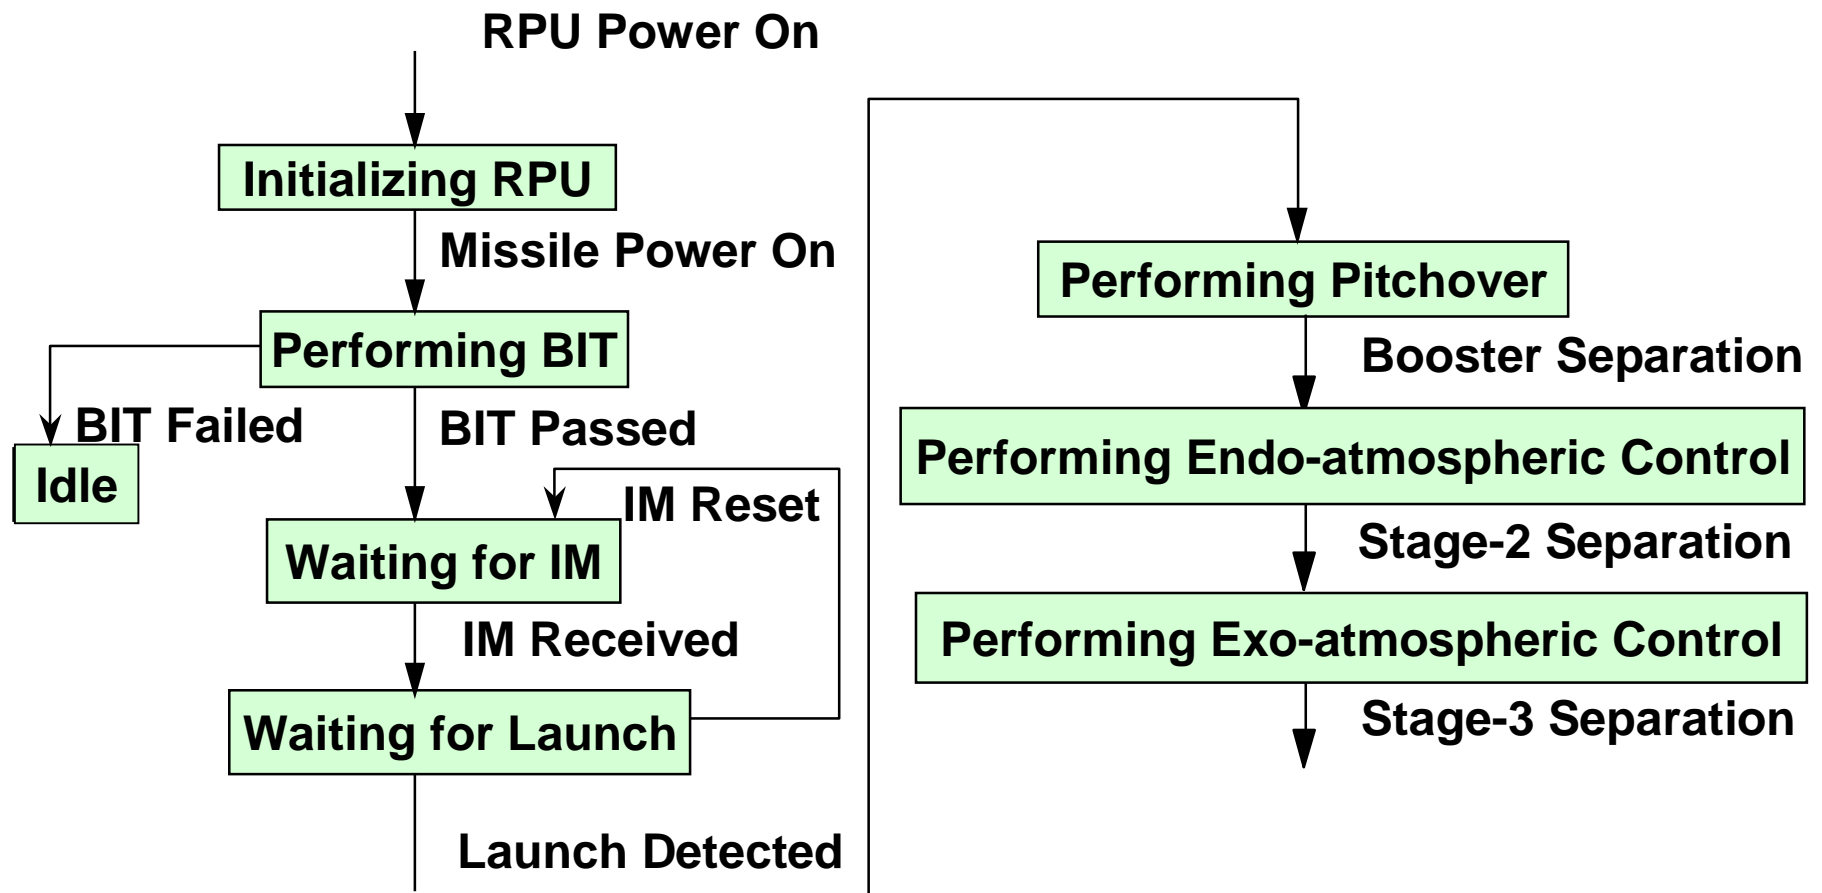 RPU Power On
Initializing RPU
Missile Power On
Performing BIT
BIT Failed
BIT Passed
Idle
IM Reset
Waiting for IM
IM Received
Waiting for Launch
Launch Detected
Performing Pitchover
Booster Separation
Performing Endo-atmospheric Control
Stage-2 Separation
Performing Exo-atmospheric Control
Stage-3 Separation